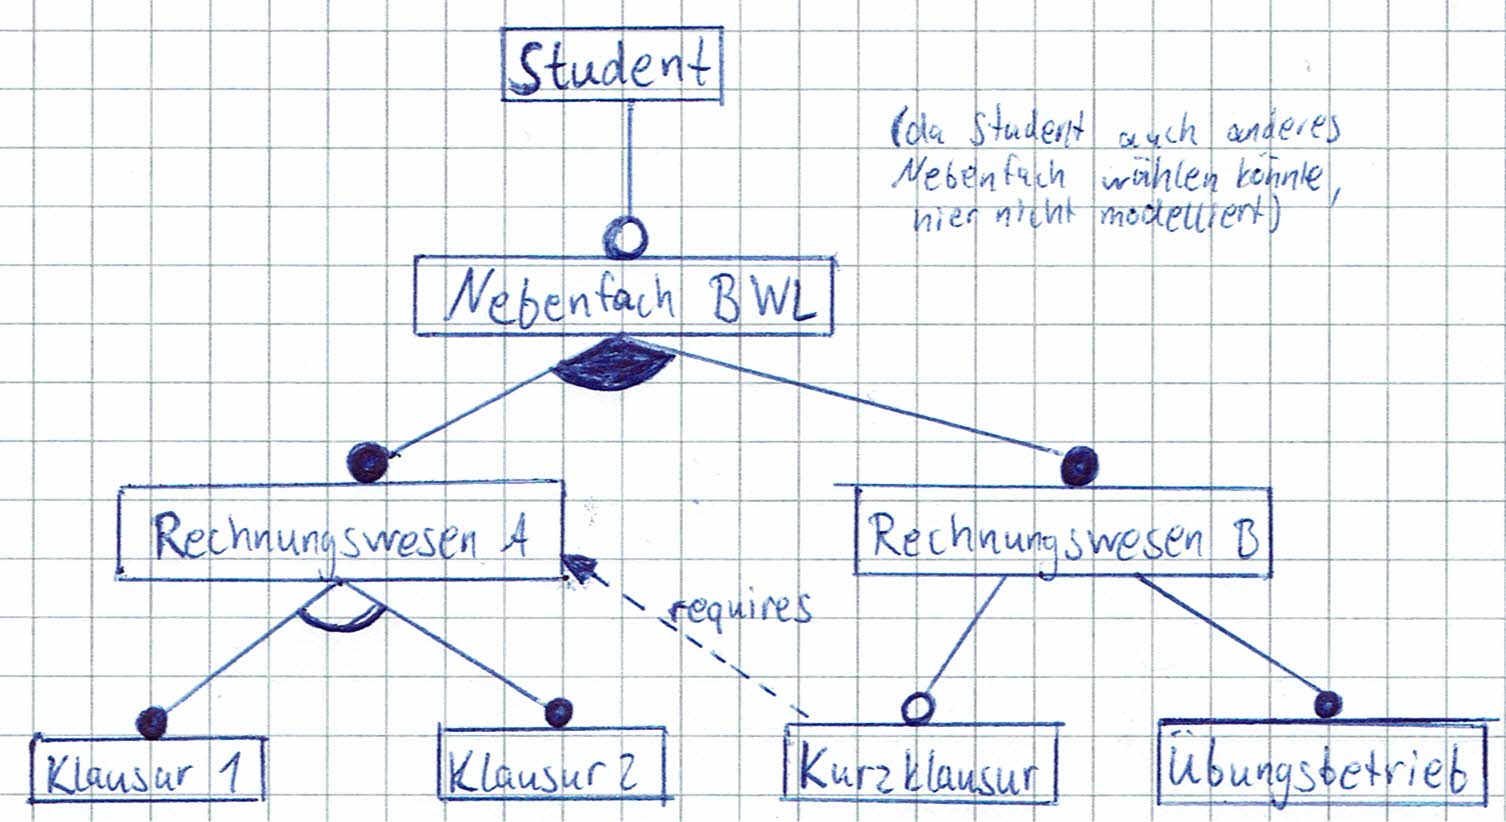 Student
(da Student auch anderes
Nebenfach wählen könnte,
hier nicht modelliert)
Nebenfach BWL
Rechnungswesen A
Rechnungswesen B
requires
Klausur 1
Klausur 2
Kurzklausur
Übungsbetrieb